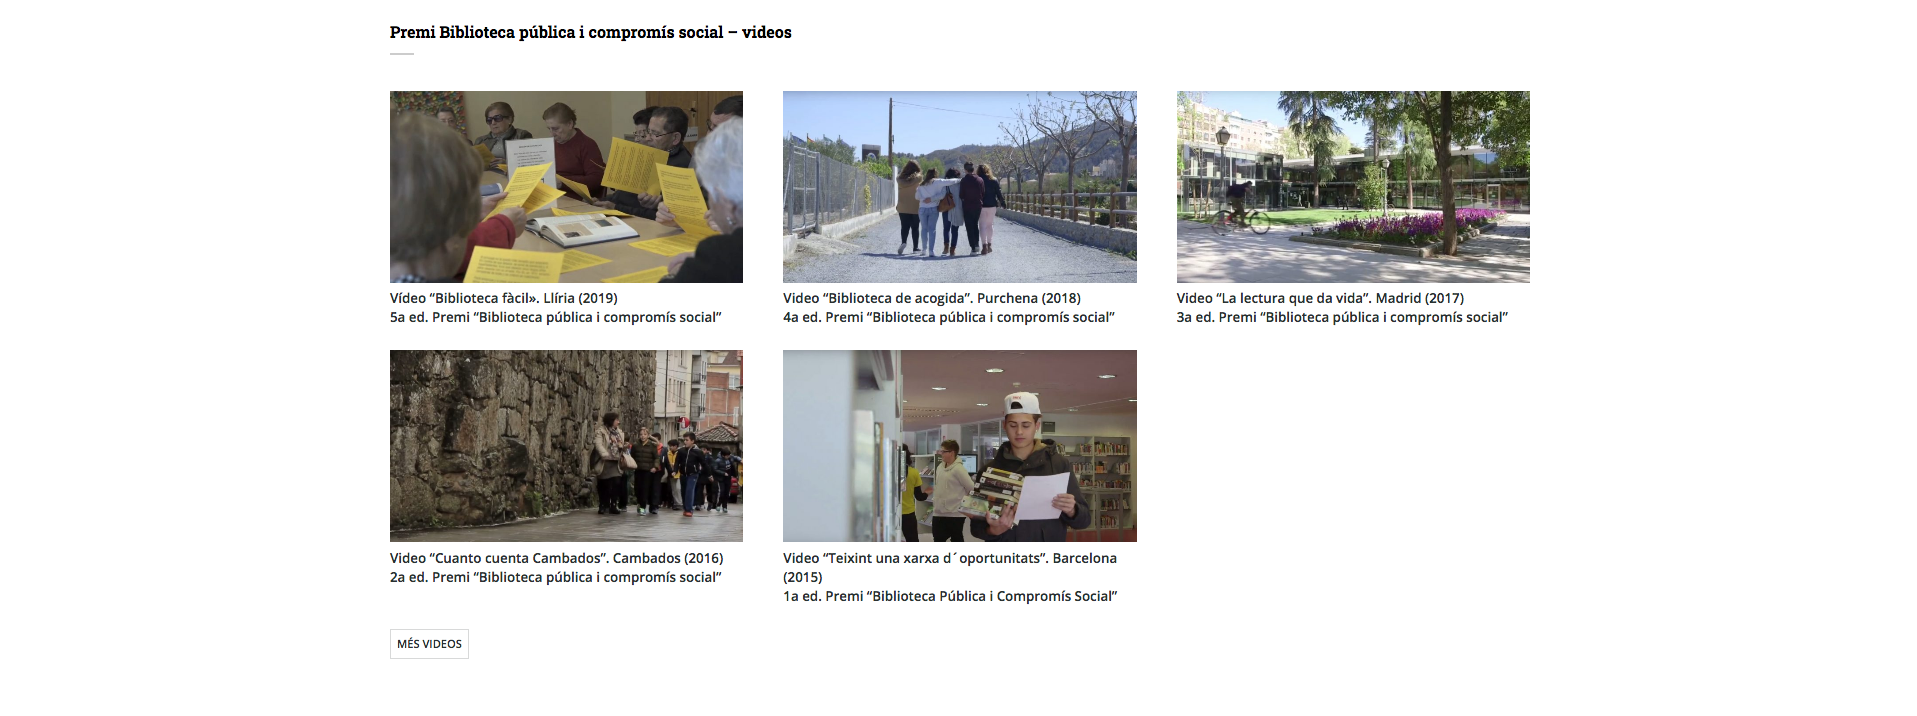 Premi Biblioteca pública i compromís social – videos
Vídeo “Biblioteca fàcil». Llíria (2019)
5a ed. Premi “Biblioteca pública i compromís social”
Video “Biblioteca de acogida”. Purchena (2018)
4a ed. Premi “Biblioteca pública i compromís social”
Video “La lectura que da vida”. Madrid (2017)
3a ed. Premi “Biblioteca pública i compromís social”
Video “Cuanto cuenta Cambados”. Cambados (2016)
2a ed. Premi “Biblioteca pública i compromís social”
Video “Teixint una xarxa d´oportunitats”. Barcelona
(2015)
1a ed. Premi “Biblioteca Pública i Compromís Social”
MÉS VIDEOS